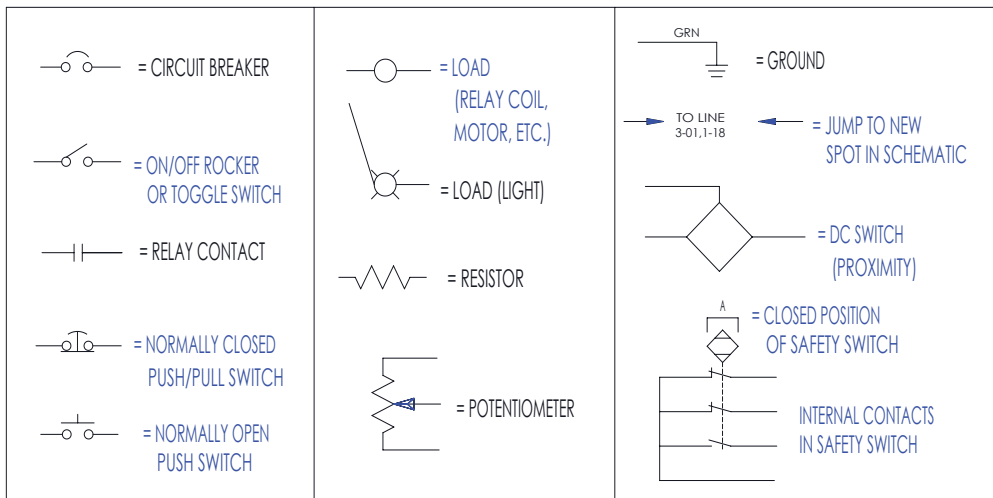 = CIRCUIT BREAKER
= ON/OFF ROCKER
OR TOGGLE SWITCH
= RELAY CONTACT
= NORMALLY CLOSED
PUSH/PULL SWITCH
= NORMALLY OPEN
PUSH SWITCH
= LOAD
(RELAY COIL,
MOTOR, ETC.)
= LOAD (LIGHT)
= RESISTOR
= POTENTIOMETER
GRN
= GROUND
TO LINE
3-01,1-18
= JUMP TO NEW
SPOT IN SCHEMATIC
= DC SWITCH
(PROXIMITY)
A
= CLOSED POSITION
OF SAFETY SWITCH
INTERNAL CONTACTS
IN SAFETY SWITCH